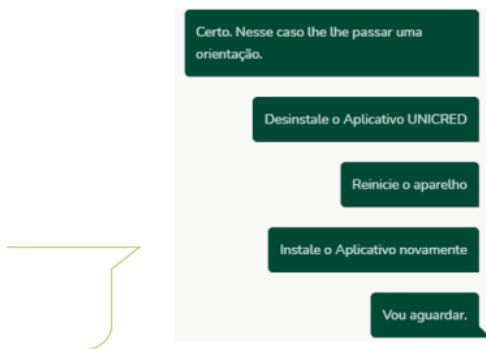 Certo. Nesse caso lhe lhe passar uma
orientação.
Desinstale o Aplicativo UNICRED
Reinicie o aparelho
Instale o Aplicativo novamente
Vou aguardar.